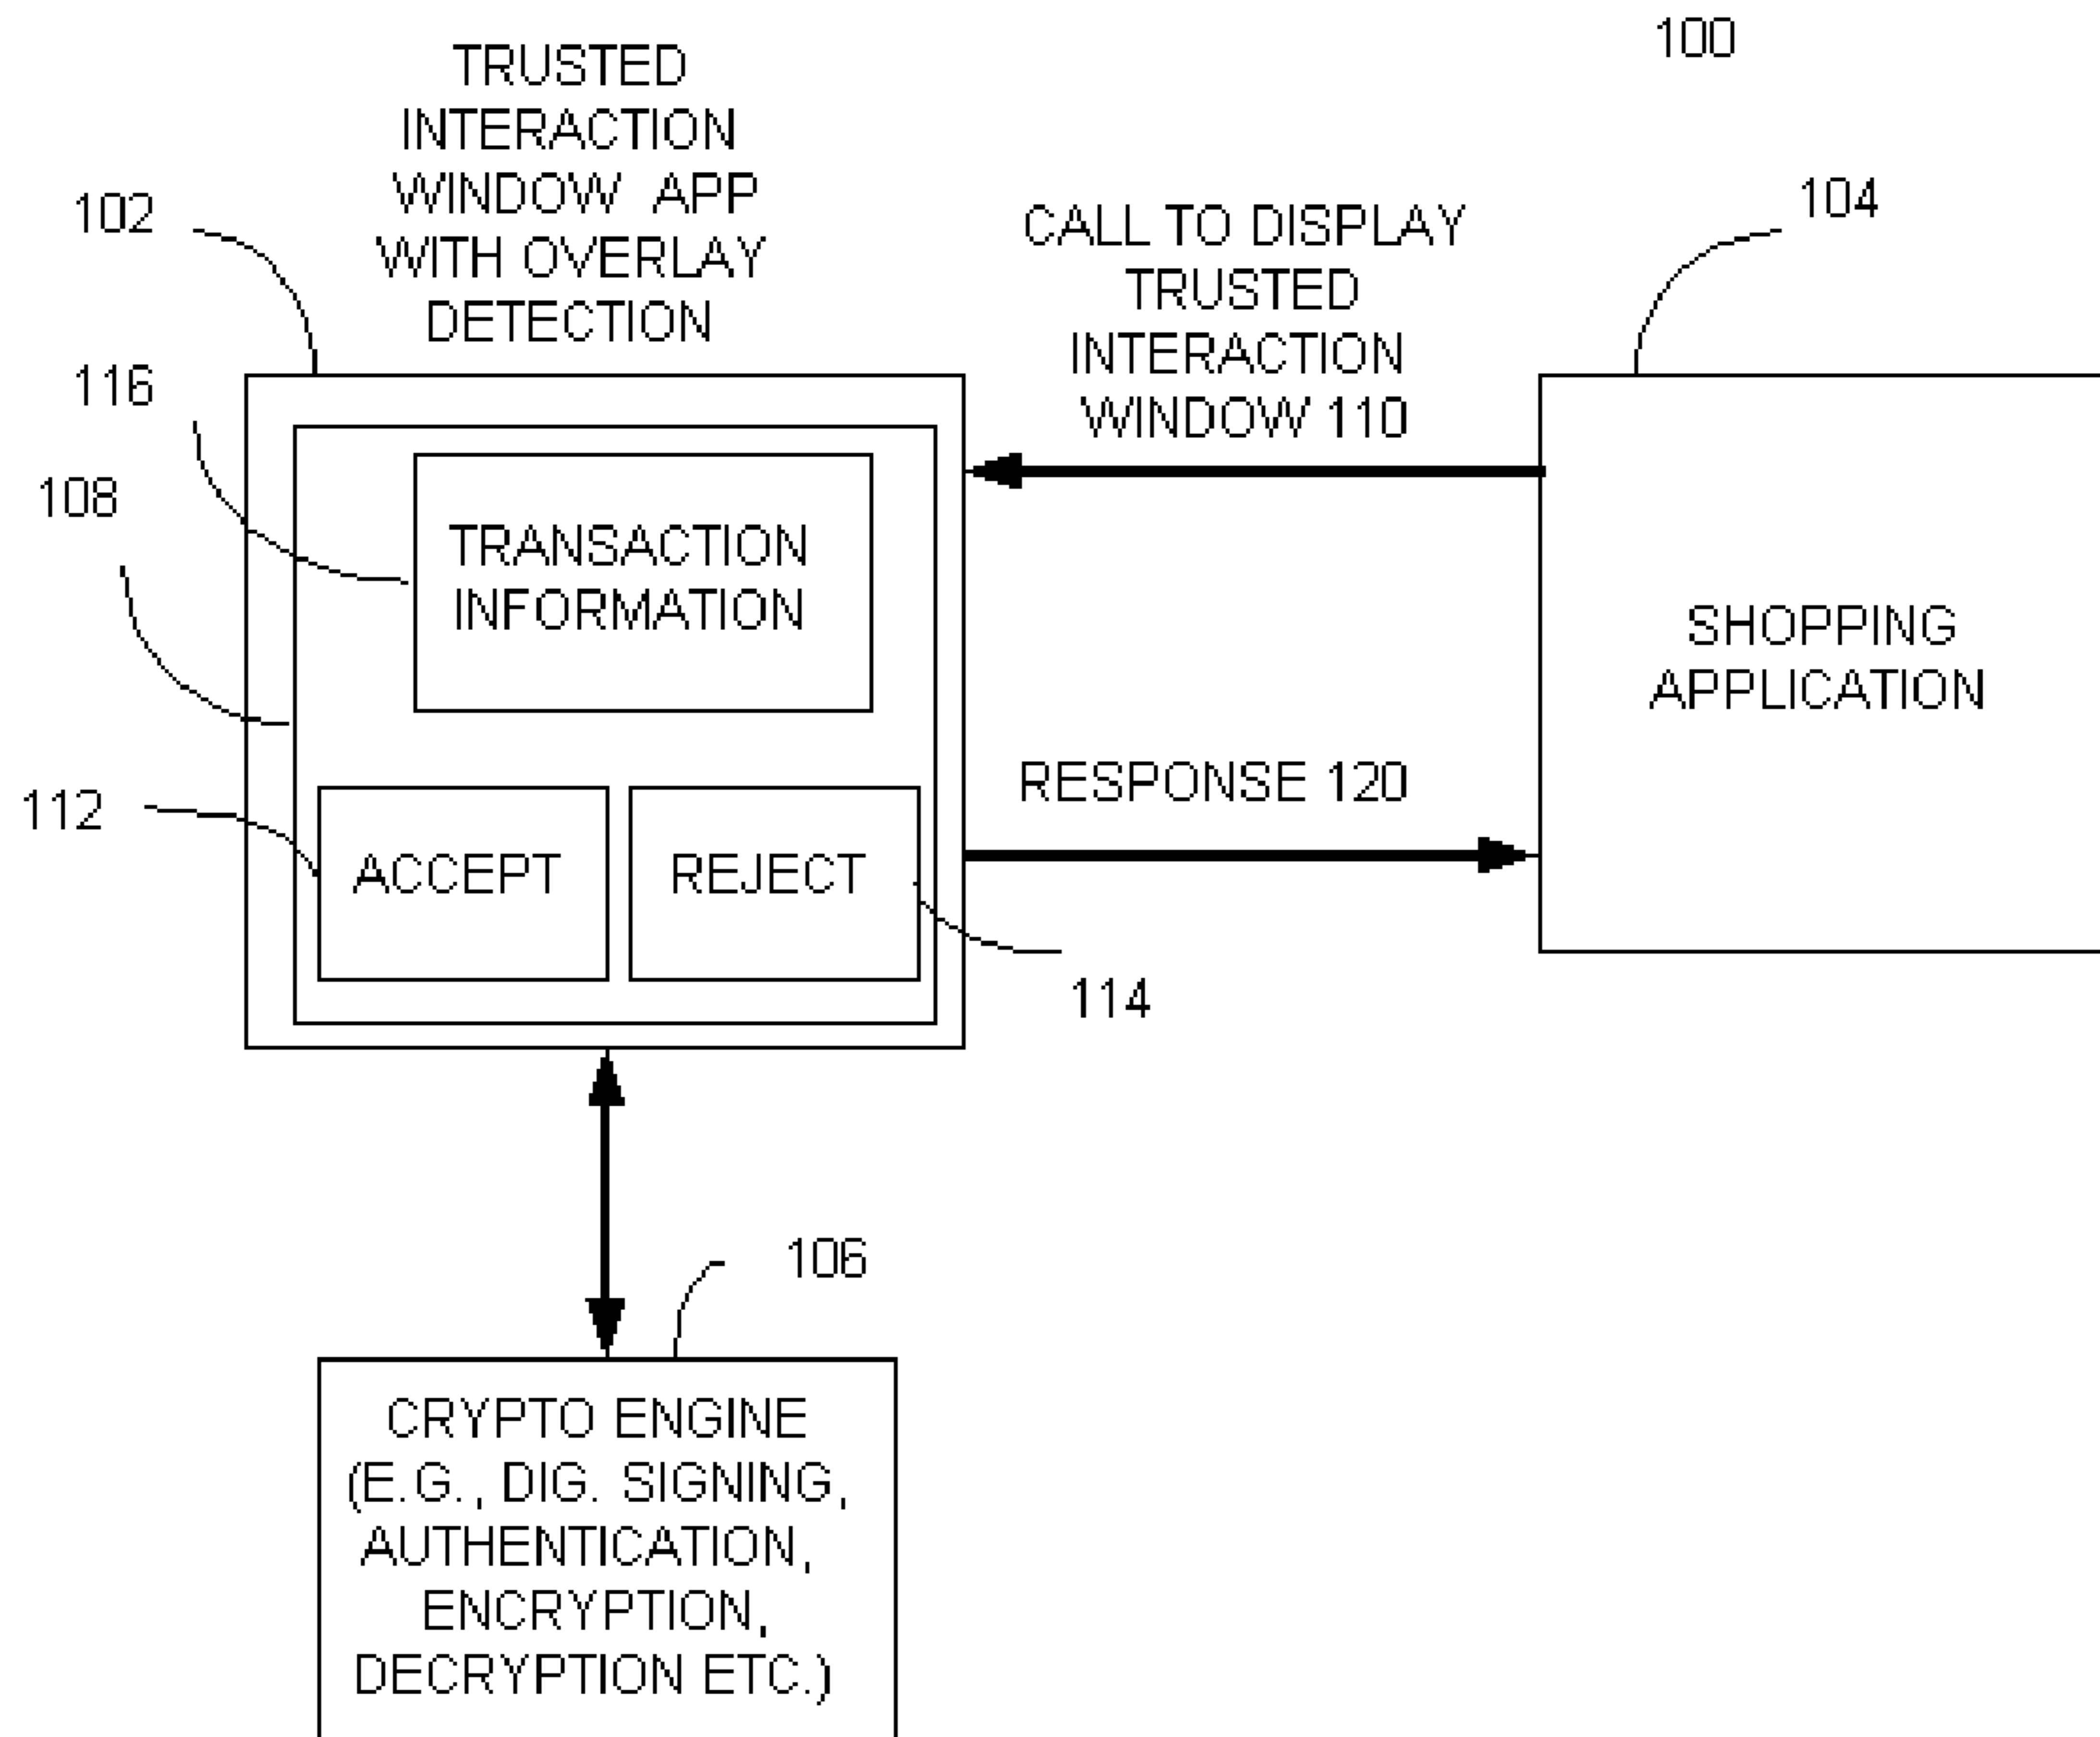 100
TRUSTED
INTERACTION
WINDOW APP
WITH OVERLAY
DETECTION
102
104
CALL TO DISPLAY
TRUSTED
INTERACTION
WINDOW 110
116
108
TRANSACTION
INFORMATION
SHOPPING
APPLICATION
RESPONSE 120
112
ACCEPT
REJECT
114
106
CRYPTO ENGINE
(E.G., DIG. SIGNING,
AUTHENTICATION,
ENCRYPTION,
DECRYPTION ETC.)